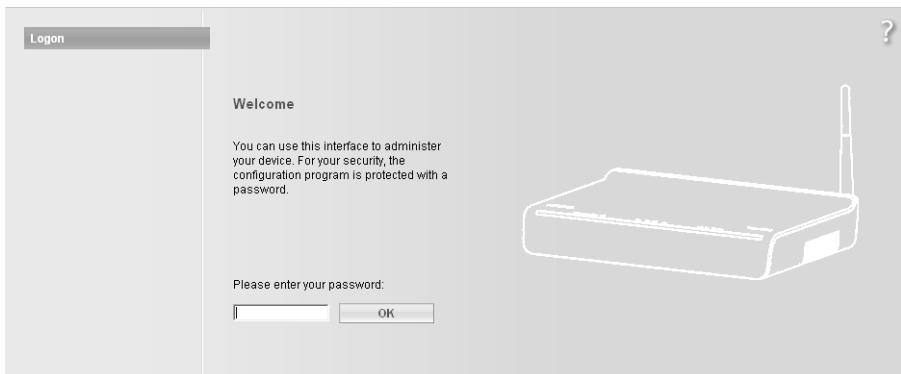 Logon
?
Welcome
You can use this interface to administer
your device. For your security, the
configuration program is protected with a
password.
Please enter your password:
OK